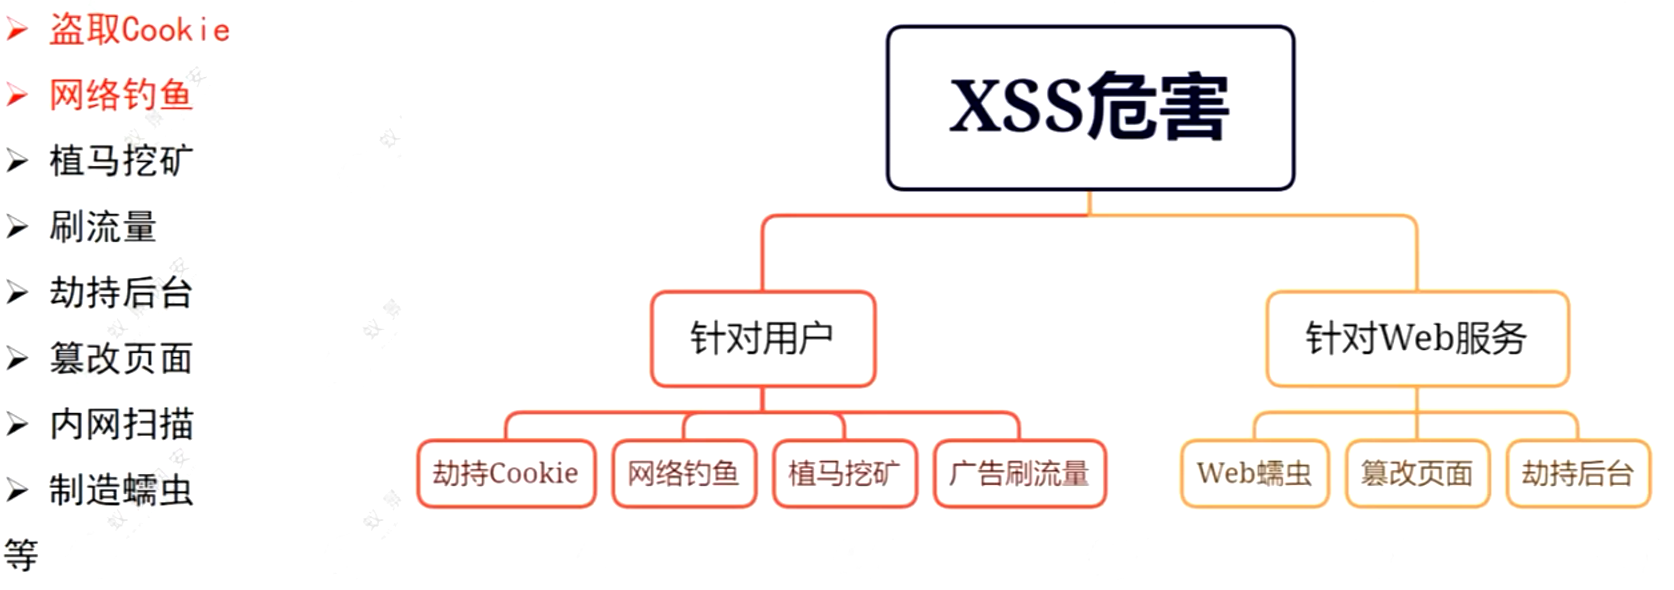 盗取Cookie
网络钓鱼
植马挖矿
刷流量
劫持后台
篡改页面
内网扫描
制造蠕虫
等
XSS危害
针对用户
针对Web服务
劫持Cookie
网络钓鱼
植马挖矿
广告刷流量
Web蠕虫
篡改页面
劫持后台